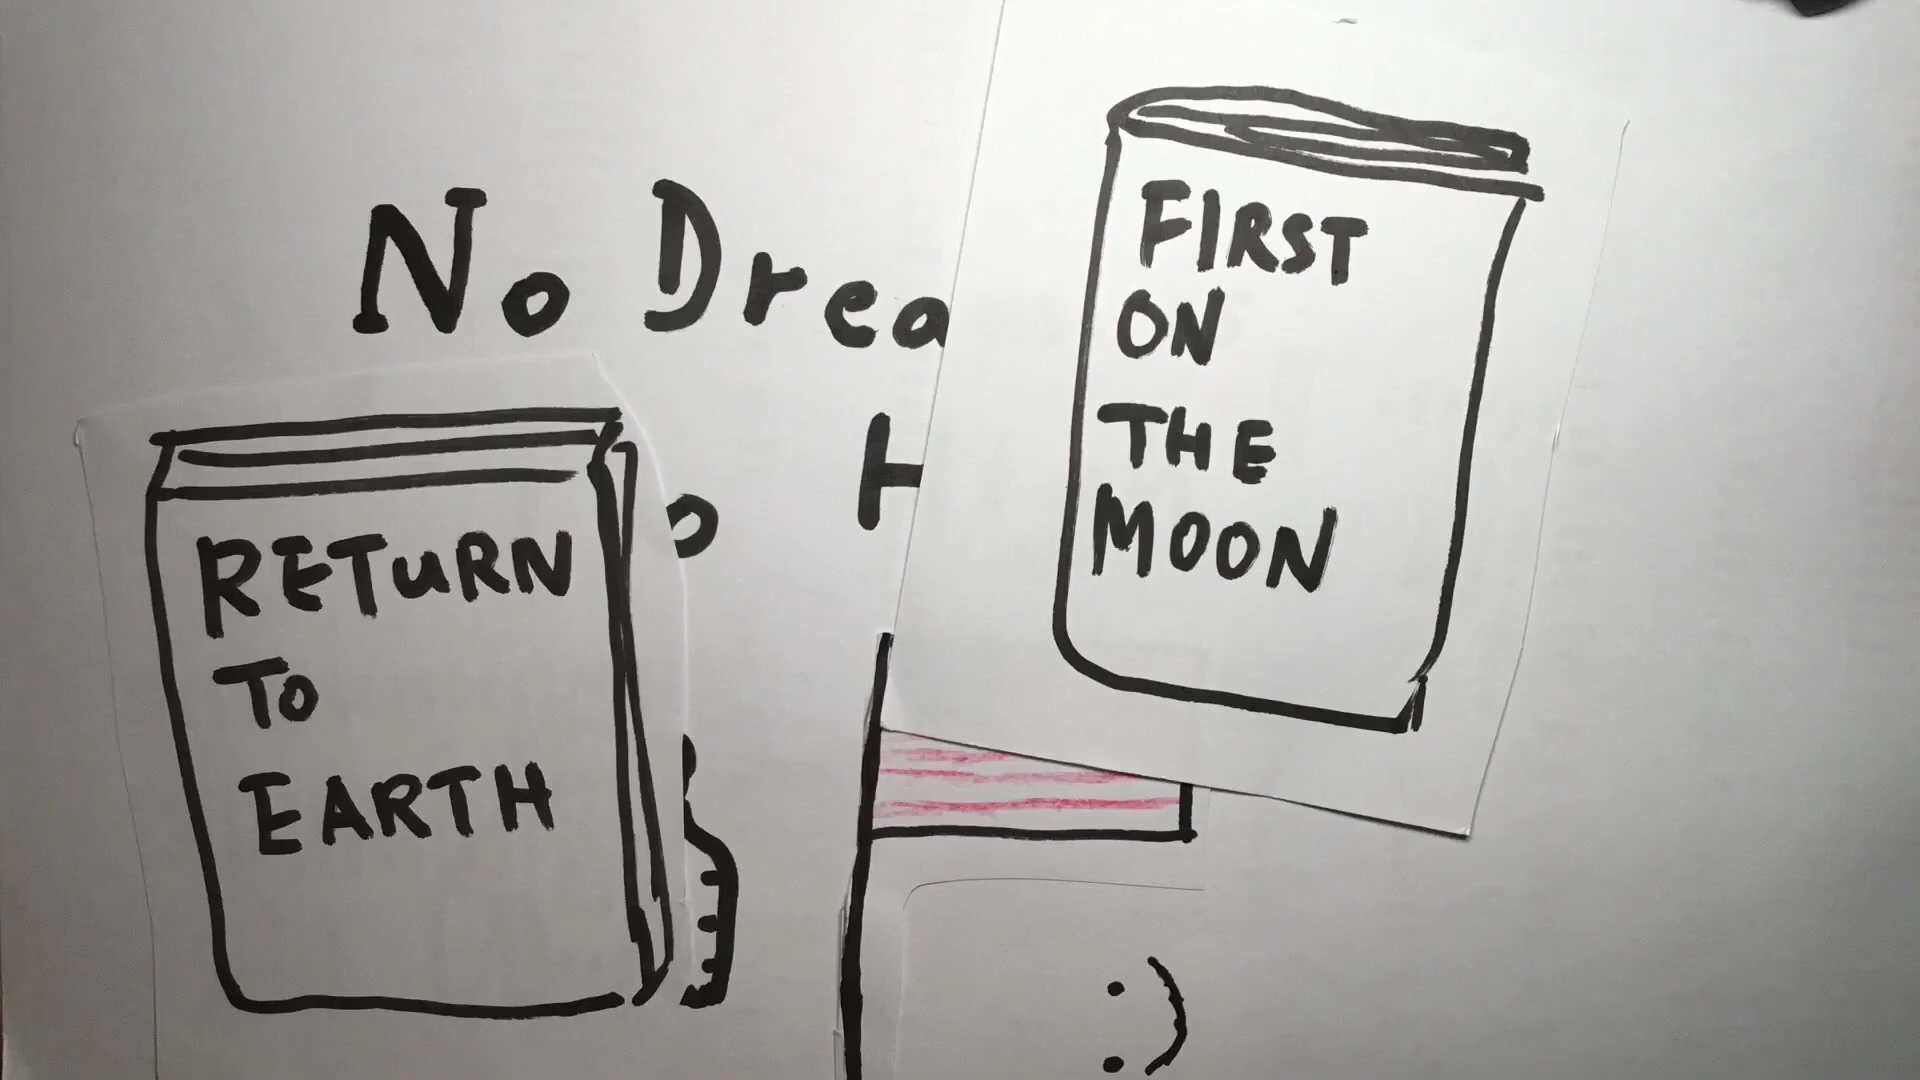 No Drea
o H
RETURN
TO
EARTH
FIRST
ON
THE
MOON
:)